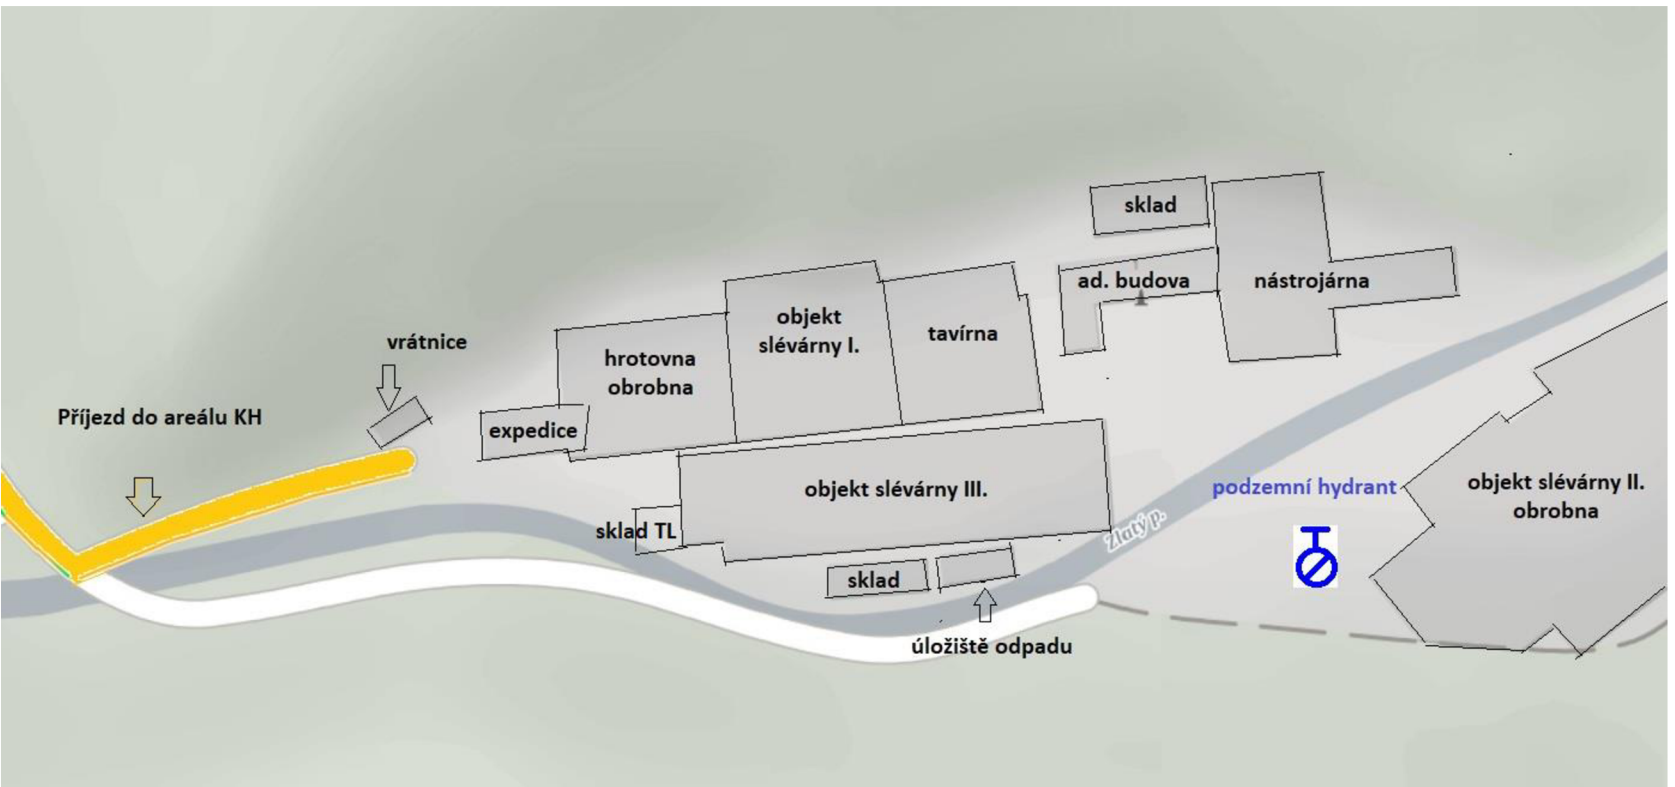 sklad
ad. budova
nástrojárna
objekt
slévárny I.
tavírna
vrátnice
hrotovna
obrobna
Příjezd do areálu KH
expedice
objekt slévárny III.
podzemní hydrant
objekt slévárny II.
obrobna
sklad TL
Zlatý p.
sklad
úložiště odpadu